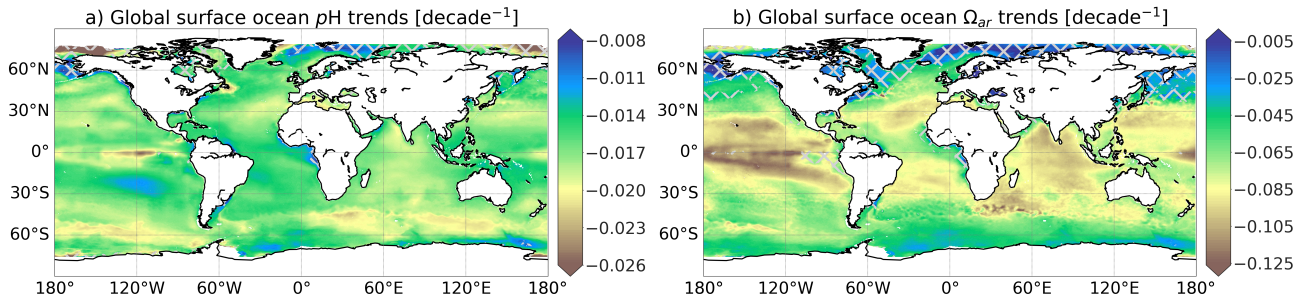 a) Global surface ocean pH trends [decade⁻¹]
60°N
30°N
0°
30°S
60°S
180°
120°W
60°W
0°
60°E
120°E
180°
−0.008
−0.011
−0.014
−0.017
−0.020
−0.023
−0.026
b) Global surface ocean Ωₐᵣ trends [decade⁻¹]
60°N
30°N
0°
30°S
60°S
180°
120°W
60°W
0°
60°E
120°E
180°
−0.005
−0.025
−0.045
−0.065
−0.085
−0.105
−0.125